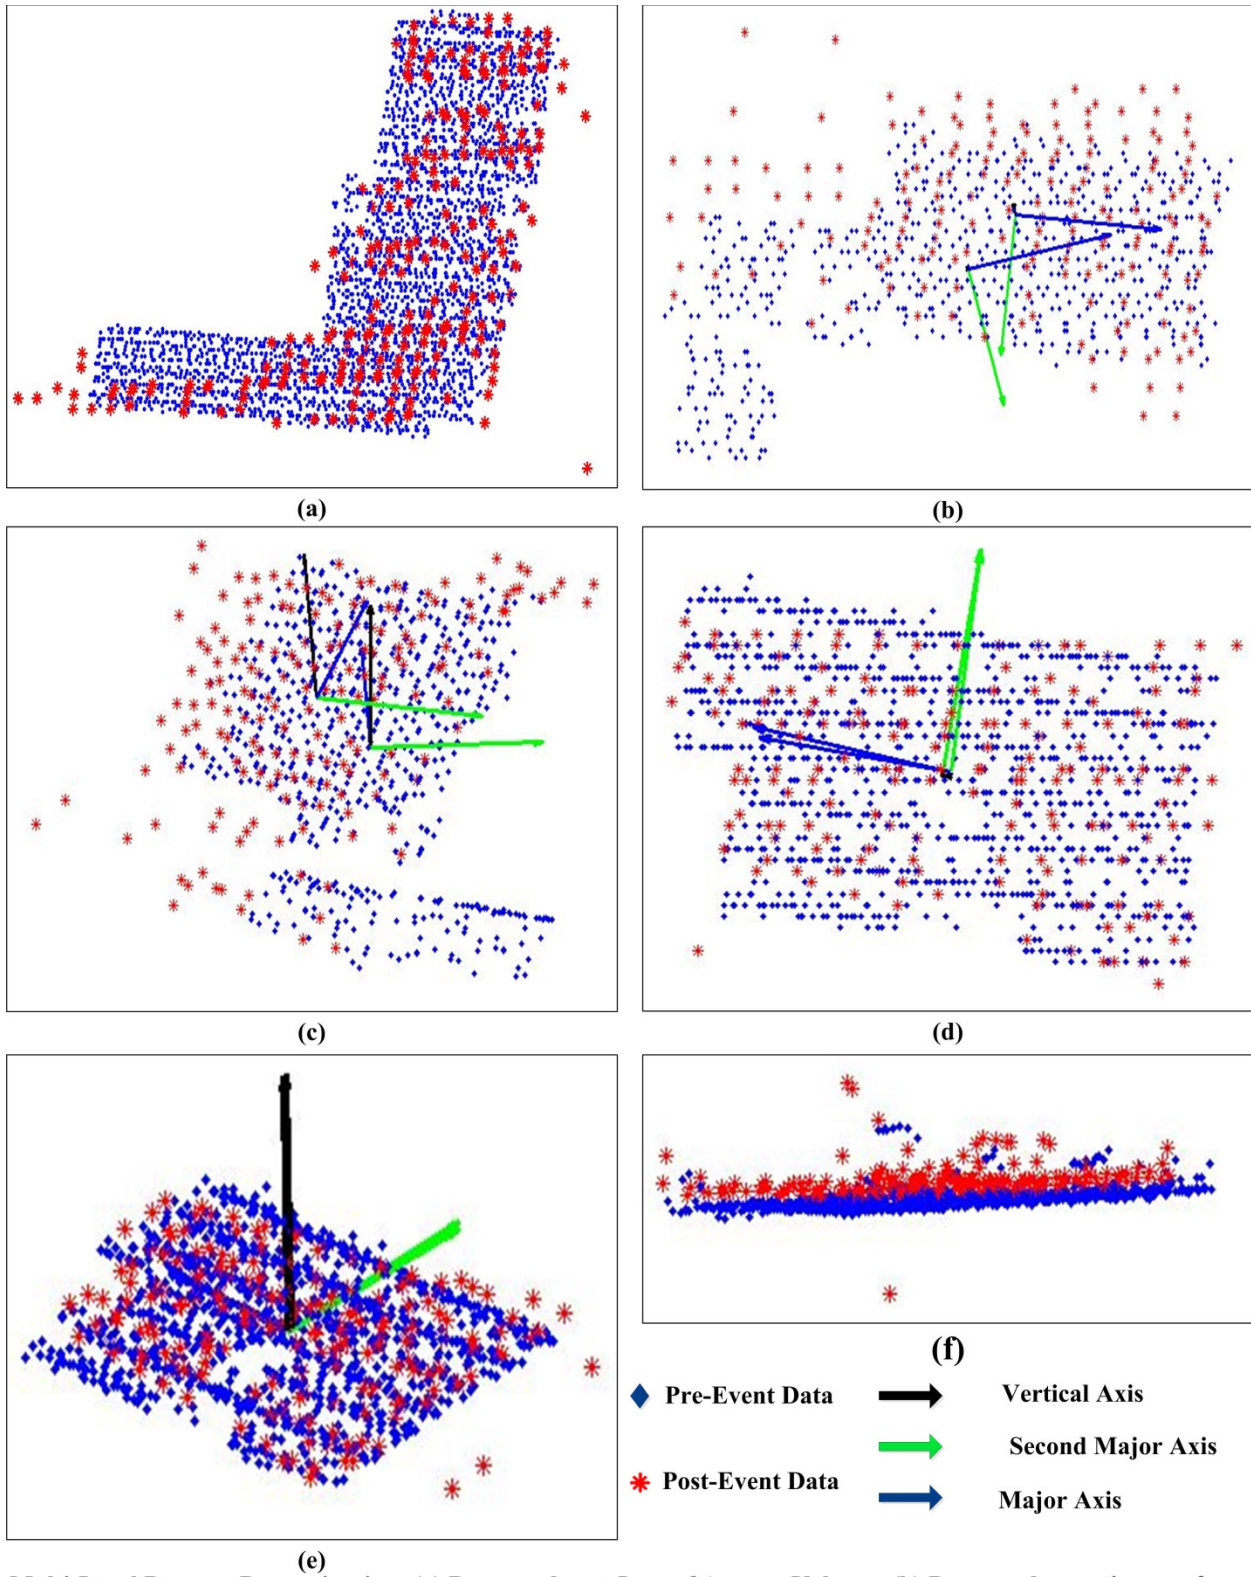 (a)
(b)
(c)
(d)
(e)
(f)
Pre-Event Data
Vertical Axis
Second Major Axis
Post-Event Data
Major Axis